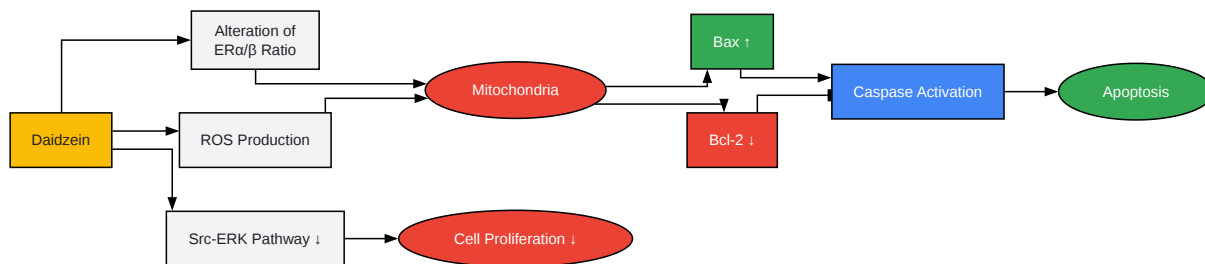 Alteration of
ERα/β Ratio
Bax ↑
Mitochondria
Caspase Activation
Apoptosis
Daidzein
ROS Production
Bcl-2 ↓
Src-ERK Pathway ↓
Cell Proliferation ↓